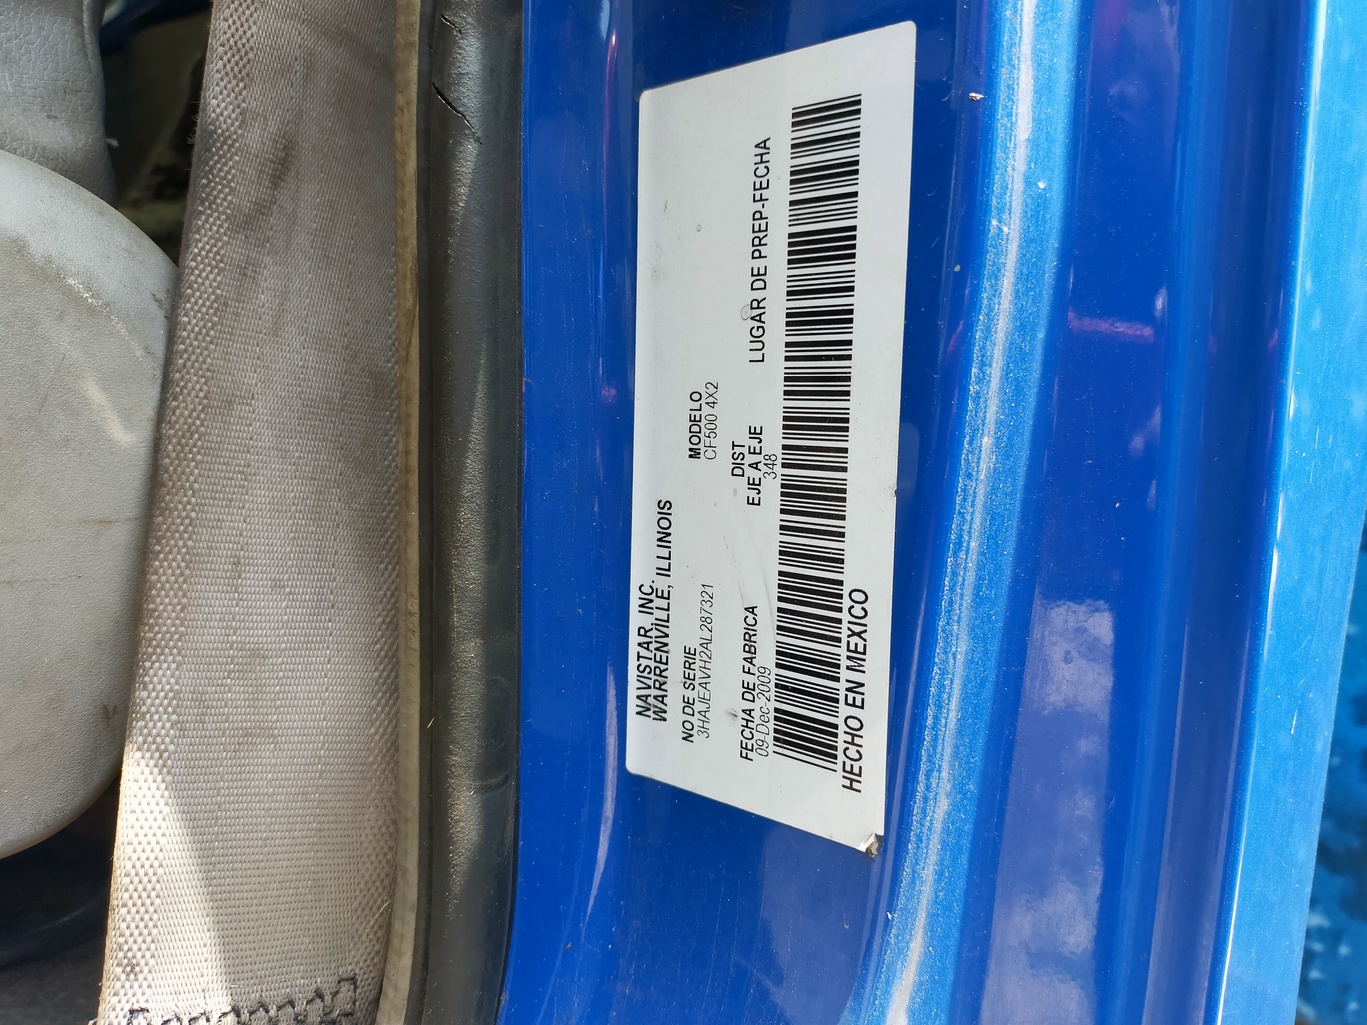 NAVISTAR, INC.
WARRENVILLE, ILLINOIS
NO DE SERIE
3HAJEAVH2AL287321
MODELO
CF500 4X2
FECHA DE FABRICA
09-Dec-2009
DIST
EJE A EJE
348
LUGAR DE PREP-FECHA
HECHO EN MEXICO